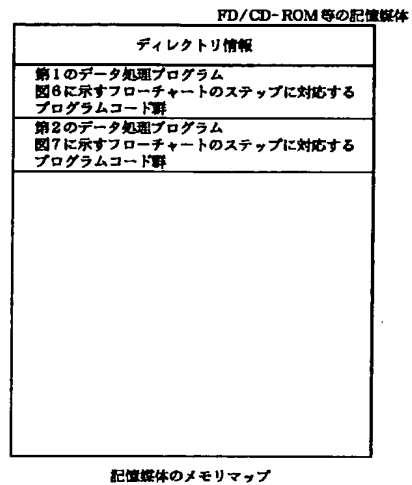 FD/CD-ROM等の記憶媒体
ディレクトリ情報
第1のデータ処理プログラム
図6に示すフローチャートのステップに対応する
プログラムコード群
第2のデータ処理プログラム
図7に示すフローチャートのステップに対応する
プログラムコード群
記憶媒体のメモリマップ